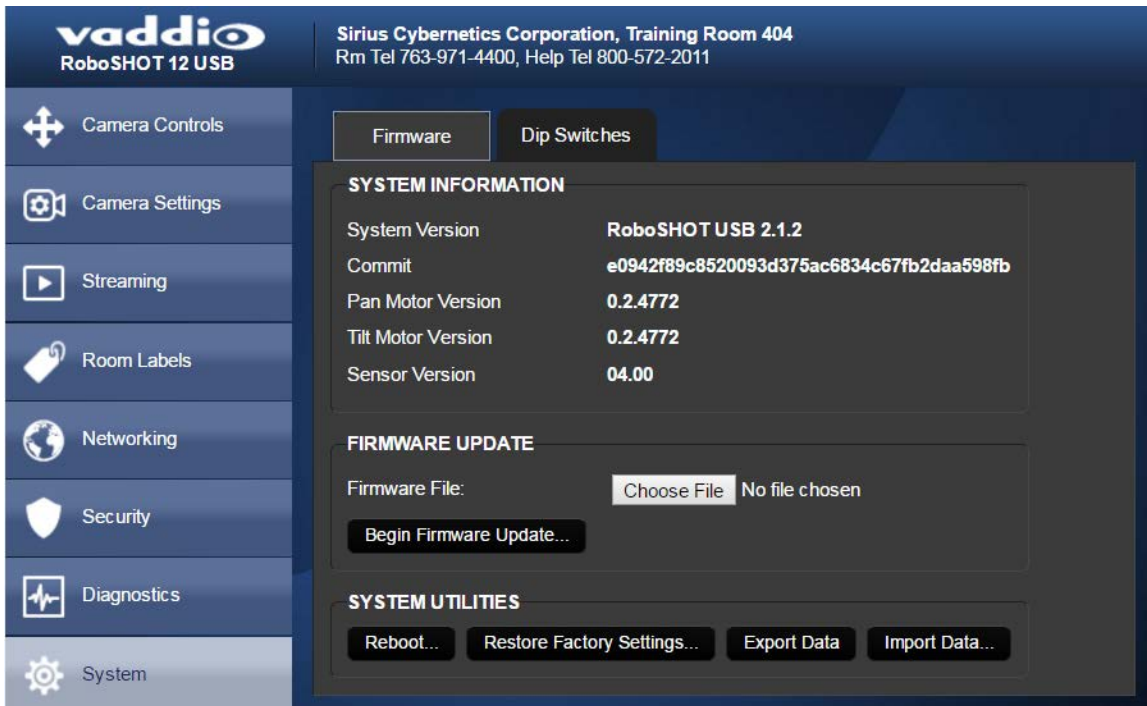 vaddio
RoboSHOT 12 USB
Sirius Cybernetics Corporation, Training Room 404
Rm Tel 763-971-4400, Help Tel 800-572-2011
Camera Controls
Camera Settings
Streaming
Room Labels
Networking
Security
Diagnostics
System
Firmware
Dip Switches
SYSTEM INFORMATION
System Version RoboSHOT USB 2.1.2
Commit e0942f89c8520093d375ac6834c67fb2daa598fb
Pan Motor Version 0.2.4772
Tilt Motor Version 0.2.4772
Sensor Version 04.00
FIRMWARE UPDATE
Firmware File: Choose File No file chosen
Begin Firmware Update...
SYSTEM UTILITIES
Reboot... Restore Factory Settings... Export Data Import Data...